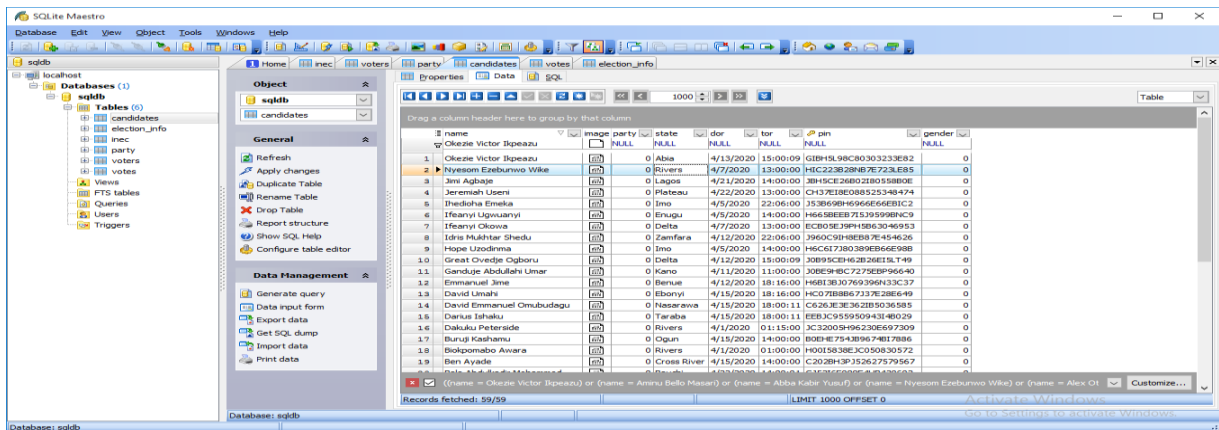 SQLite Maestro
Database Edit View Object Tools Windows Help
sqldb
localhost
Databases (1)
sqldb
Tables (6)
candidates
election_info
inec
party
voters
votes
Views
FTS tables
Queries
Users
Triggers
Home inec voters party candidates votes election_info
Object
sqldb
candidates
General
Refresh
Apply changes
Duplicate Table
Rename Table
Drop Table
Report structure
Show SQL Help
Configure table editor
Data Management
Generate query
Data input form
Export data
Get SQL dump
Import data
Print data
Properties Data SQL
1000 Table
Drag a column header here to group by that column
name image party state dor tor pin gender
Okezie Victor Ikpeazu NULL NULL NULL NULL NULL NULL
1 Okezie Victor Ikpeazu 0 Abia 4/13/2020 15:00:09 GIBH5L98C80303233E82 0
2 Nyesom Ezebunwo Wike 0 Rivers 4/7/2020 13:00:00 HIC223B28NB7E723LE85 0
3 Jimi Agbaje 0 Lagos 4/21/2020 14:00:00 JBH5CE26B02I80558B0E 0
4 Jeremiah Useni 0 Plateau 4/22/2020 13:00:00 CH37EI8E088525348474 0
5 Ihedioha Emeka 0 Imo 4/5/2020 22:06:00 J53B69BH6966E66EBIC2 0
6 Ifeanyi Ugwuanyi 0 Enugu 4/5/2020 14:00:00 H665BEEB715J9599BNC9 0
7 Ifeanyi Okowa 0 Delta 4/7/2020 13:00:00 ECB05EJ9PH5B63046953 0
8 Idris Mukhtar Shedu 0 Zamfara 4/12/2020 22:06:00 J960C9IH8EB87E454626 0
9 Hope Uzodinma 0 Imo 4/5/2020 14:00:00 H6C6I7J80389EB66E98B 0
10 Great Ovedje Ogboru 0 Delta 4/12/2020 15:00:09 J0B95CEH62B26EI5LT49 0
11 Ganduje Abdullahi Umar 0 Kano 4/11/2020 11:00:00 J0BE9HBC7275EBP96640 0
12 Emmanuel Jime 0 Benue 4/12/2020 18:16:00 H6BI3BJ0769396N33C37 0
13 David Umahi 0 Ebonyi 4/15/2020 18:16:00 HC07IB8B67J37E28E649 0
14 David Emmanuel Omubudagu 0 Nasarawa 4/15/2020 18:00:11 C626JE3E362IB5036585 0
15 Darius Ishaku 0 Taraba 4/15/2020 18:00:11 EEBJC955950943I4B029 0
16 Dakuku Peterside 0 Rivers 4/1/2020 01:15:00 JC32005H96230E697309 0
17 Buruji Kashamu 0 Ogun 4/15/2020 14:00:00 B0EHE754JB9674BI7886 0
18 Biokpomabo Awara 0 Rivers 4/1/2020 01:00:00 H00I5838EJC050830572 0
19 Ben Ayade 0 Cross River 4/15/2020 14:00:00 C202BH3PJ52627579567 0
((name = Okezie Victor Ikpeazu) or (name = Aminu Bello Masari) or (name = Abba Kabir Yusuf) or (name = Nyesom Ezebunwo Wike) or (name = Alex Ot Customize...
Records fetched: 59/59 LIMIT 1000 OFFSET 0
Activate Windows
Go to Settings to activate Windows.
Database: sqldb
Database: sqldb